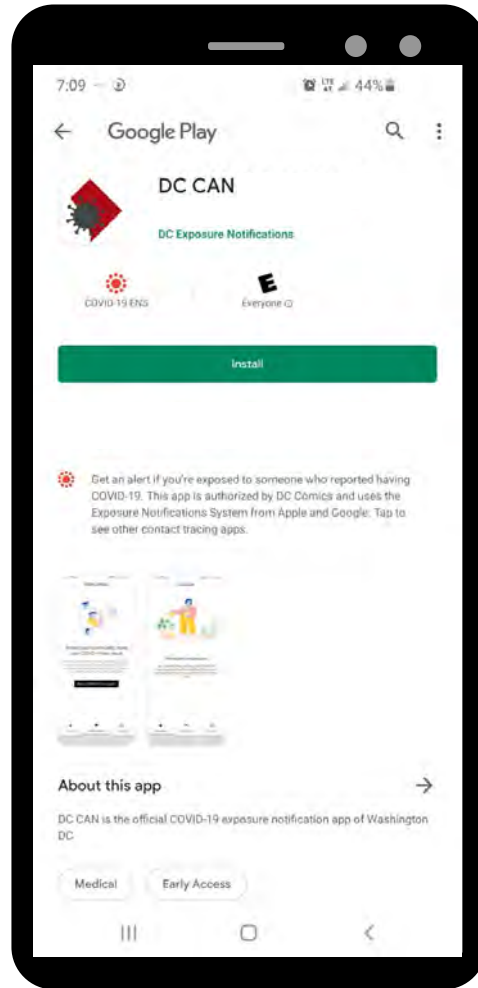 7:09
LTE
44%
Google Play
DC CAN
DC Exposure Notifications
COVID-19 ENS
E
Everyone
Install
Get an alert if you're exposed to someone who reported having
COVID-19. This app is authorized by DC Comics and uses the
Exposure Notifications System from Apple and Google. Tap to
see other contact tracing apps.
About this app
DC CAN is the official COVID-19 exposure notification app of Washington
DC
Medical
Early Access